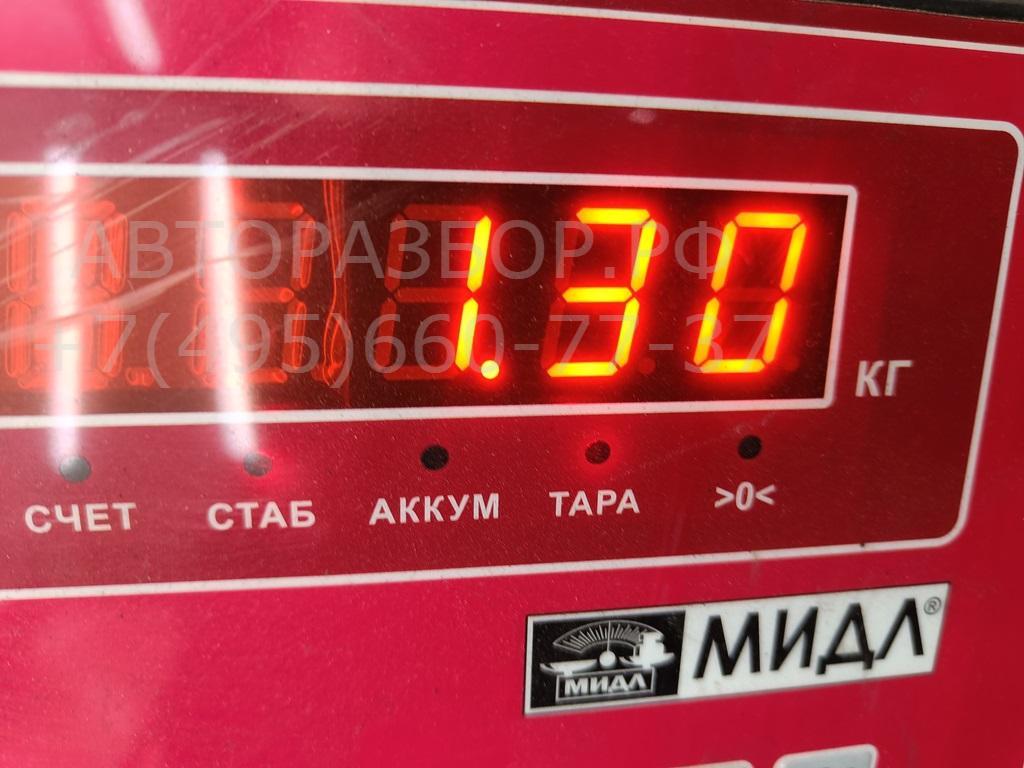 АВТОРАЗБОР.РФ
+7(495)660-77-37
1.30
КГ
СЧЕТ СТАБ АККУМ ТАРА >0<
МИДЛ
МИДЛ®